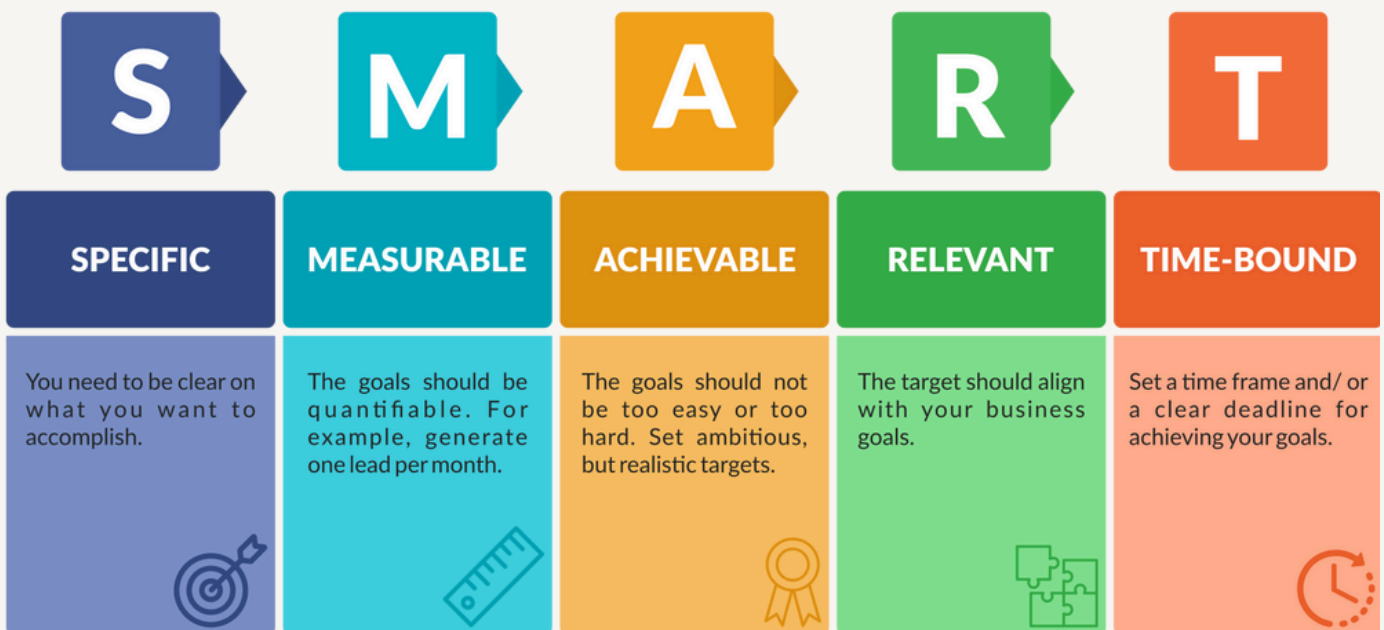 S
M
A
R
T
SPECIFIC
MEASURABLE
ACHIEVABLE
RELEVANT
TIME-BOUND
You need to be clear on
what you want to
accomplish.
The goals should be
quantifiable. For
example, generate
one lead per month.
The goals should not
be too easy or too
hard. Set ambitious,
but realistic targets.
The target should align
with your business
goals.
Set a time frame and/ or
a clear deadline for
achieving your goals.